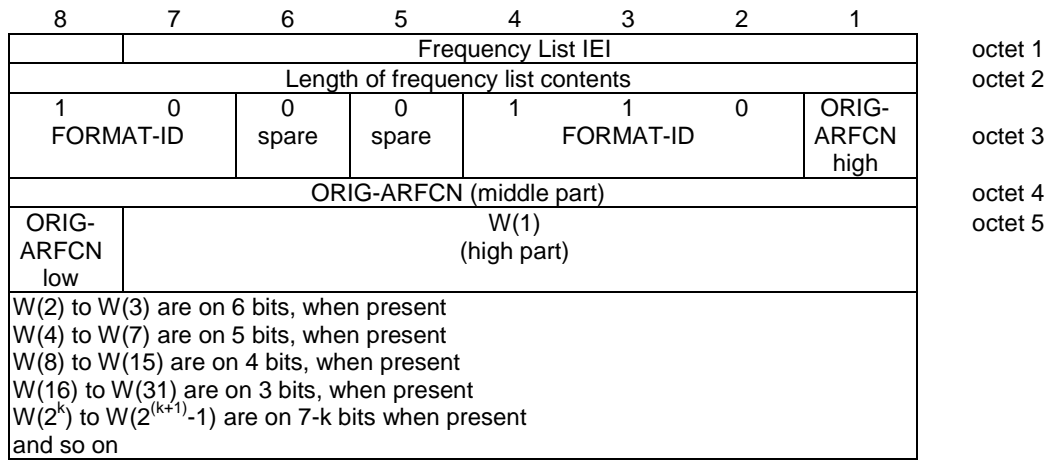 8 7 6 5 4 3 2 1
Frequency List IEI octet 1
Length of frequency list contents octet 2
1 0 0 0 1 1 0 ORIG-
FORMAT-ID spare spare FORMAT-ID ARFCN octet 3
high
ORIG-ARFCN (middle part) octet 4
ORIG- W(1) octet 5
ARFCN (high part)
low
W(2) to W(3) are on 6 bits, when present
W(4) to W(7) are on 5 bits, when present
W(8) to W(15) are on 4 bits, when present
W(16) to W(31) are on 3 bits, when present
W(2^k) to W(2^(k+1)-1) are on 7-k bits when present
and so on